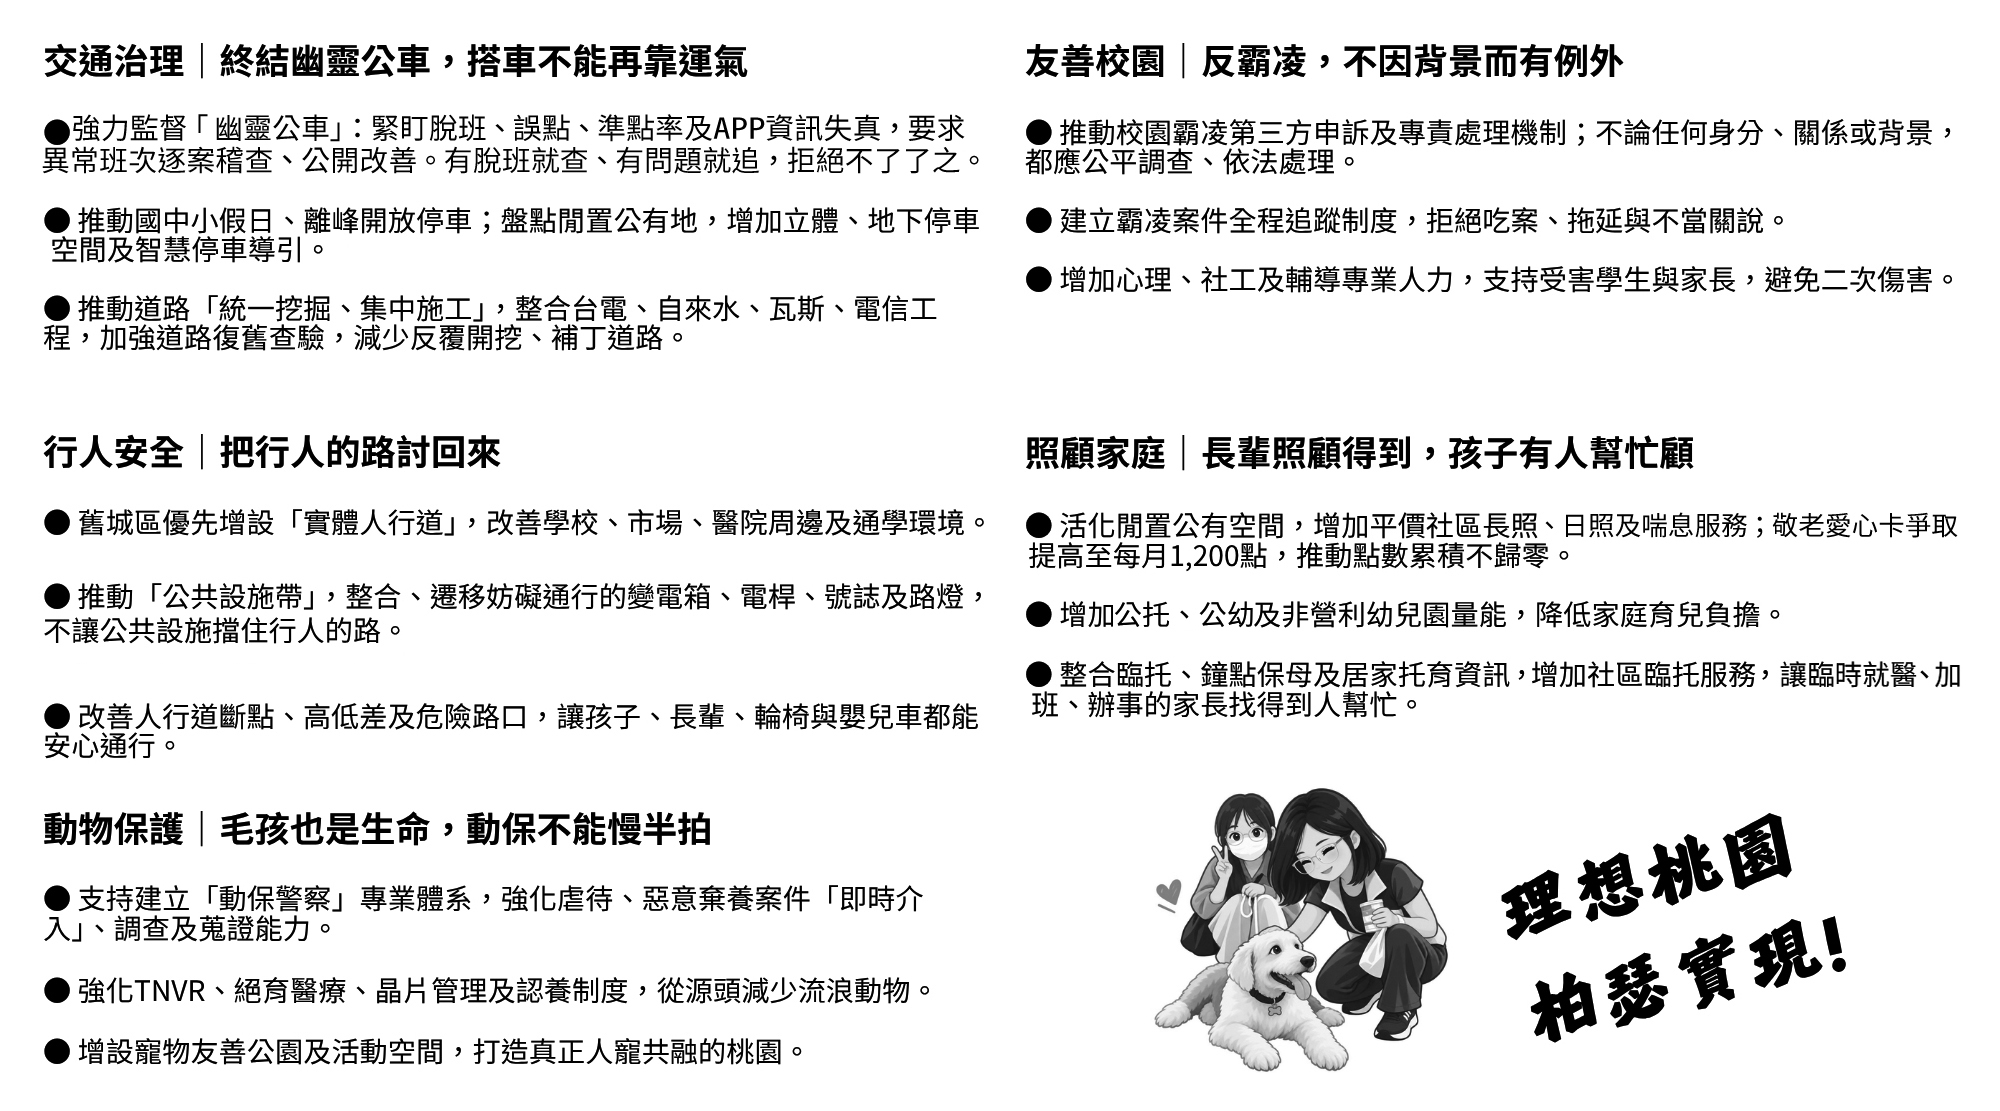 交通治理｜終結幽靈公車，搭車不能再靠運氣
●強力監督「幽靈公車」：緊盯脫班、誤點、準點率及APP資訊失真，要求
異常班次逐案稽查、公開改善。有脫班就查、有問題就追，拒絕不了了之。
● 推動國中小假日、離峰開放停車；盤點閒置公有地，增加立體、地下停車
空間及智慧停車導引。
● 推動道路「統一挖掘、集中施工」，整合台電、自來水、瓦斯、電信工
程，加強道路復舊查驗，減少反覆開挖、補丁道路。
行人安全｜把行人的路討回來
● 舊城區優先增設「實體人行道」，改善學校、市場、醫院周邊及通學環境。
● 推動「公共設施帶」，整合、遷移妨礙通行的變電箱、電桿、號誌及路燈，
不讓公共設施擋住行人的路。
● 改善人行道斷點、高低差及危險路口，讓孩子、長輩、輪椅與嬰兒車都能
安心通行。
動物保護｜毛孩也是生命，動保不能慢半拍
● 支持建立「動保警察」專業體系，強化虐待、惡意棄養案件「即時介
入」、調查及蒐證能力。
● 強化TNVR、絕育醫療、晶片管理及認養制度，從源頭減少流浪動物。
● 增設寵物友善公園及活動空間，打造真正人寵共融的桃園。
友善校園｜反霸凌，不因背景而有例外
● 推動校園霸凌第三方申訴及專責處理機制；不論任何身分、關係或背景，
都應公平調查、依法處理。
● 建立霸凌案件全程追蹤制度，拒絕吃案、拖延與不當關說。
● 增加心理、社工及輔導專業人力，支持受害學生與家長，避免二次傷害。
照顧家庭｜長輩照顧得到，孩子有人幫忙顧
● 活化閒置公有空間，增加平價社區長照、日照及喘息服務；敬老愛心卡爭取
提高至每月1,200點，推動點數累積不歸零。
● 增加公托、公幼及非營利幼兒園量能，降低家庭育兒負擔。
● 整合臨托、鐘點保母及居家托育資訊，增加社區臨托服務，讓臨時就醫、加
班、辦事的家長找得到人幫忙。
理想桃園
柏瑟實現！